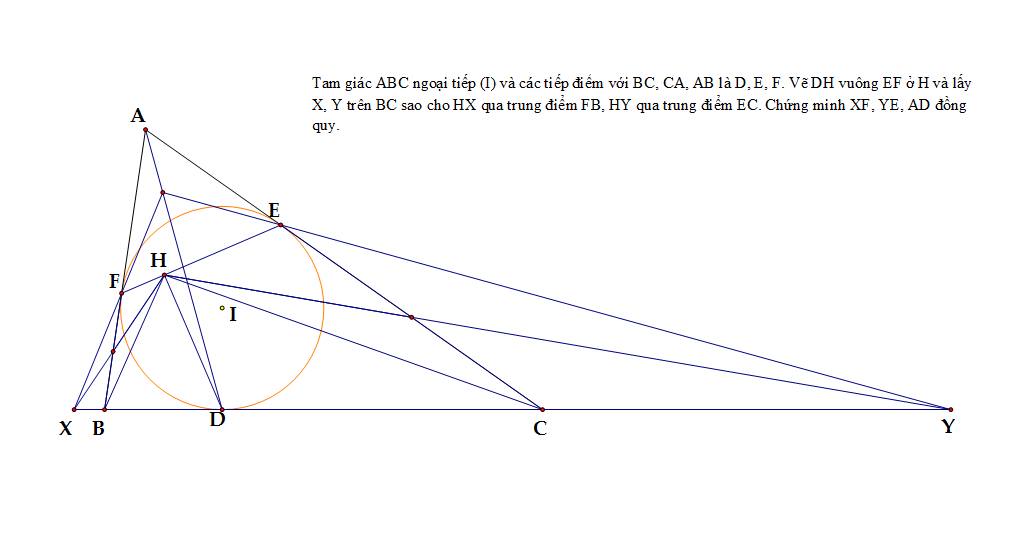 Tam giác ABC ngoại tiếp (I) và các tiếp điểm với BC, CA, AB là D, E, F. Vẽ DH vuông EF ở H và lấy
X, Y trên BC sao cho HX qua trung điểm FB, HY qua trung điểm EC. Chứng minh XF, YE, AD đồng
quy.
A
E
H
F
I
X B D C Y